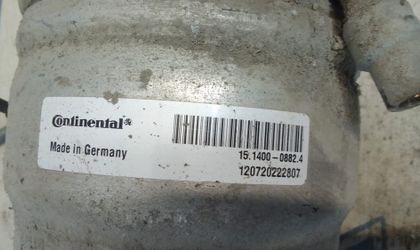 Continental
Made in Germany
15.1400-0882.4
120720222807